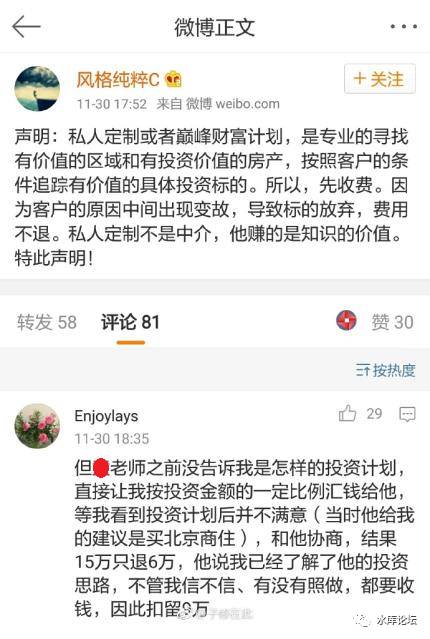 微博正文
风格纯粹C
+关注
11-30 17:52 来自 微博 weibo.com
声明：私人定制或者巅峰财富计划，是专业的寻找
有价值的区域和有投资价值的房产，按照客户的条
件追踪有价值的具体投资标的。所以，先收费。因
为客户的原因中间出现变故，导致标的放弃，费用
不退。私人定制不是中介，他赚的是知识的价值。
特此声明！
转发 58 评论 81 赞 30
按热度
Enjoylays
29
11-30 18:35
但老师之前没告诉我是怎样的投资计划，
直接让我按投资金额的一定比例汇钱给他，
等我看到投资计划后并不满意（当时他给我
的建议是买北京商住），和他协商，结果
15万只退6万，他说我已经了解了他的投资
思路，不管我信不信、有没有照做，都要收
钱，因此扣留9万
水库论坛